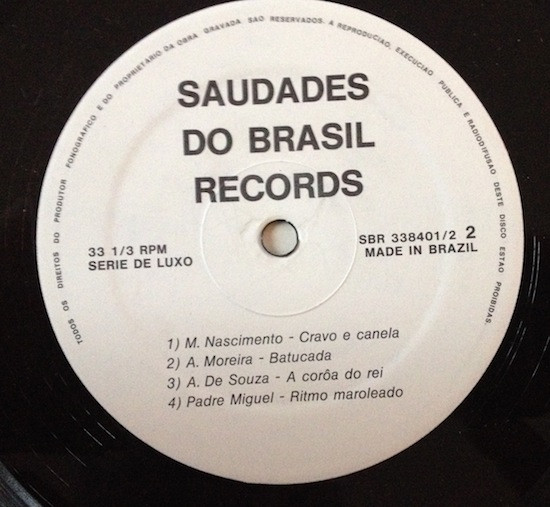 TODOS OS DIREITOS DO PRODUTOR FONOGRAFICO E DO PROPRIETARIO DA OBRA GRAVADA SAO RESERVADOS. A REPRODUCIAO, EXECUCIAO PUBLICA E RADIODIFUSAO DESTE DISCO ESTAO PROIBIDAS.
SAUDADES
DO BRASIL
RECORDS
33 1/3 RPM
SERIE DE LUXO
SBR 338401/2 2
MADE IN BRAZIL
1) M. Nascimento - Cravo e canela
2) A. Moreira - Batucada
3) A. De Souza - A corôa do rei
4) Padre Miguel - Ritmo maroleado